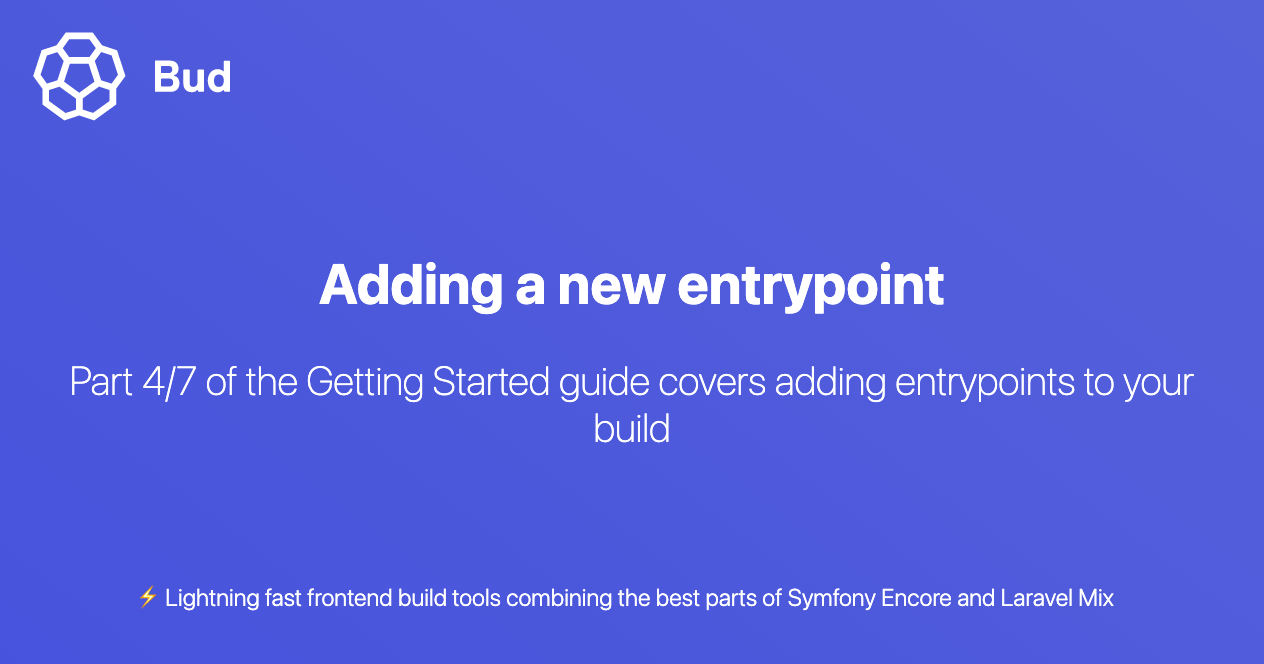 Bud
Adding a new entrypoint
Part 4/7 of the Getting Started guide covers adding entrypoints to your
build
⚡ Lightning fast frontend build tools combining the best parts of Symfony Encore and Laravel Mix